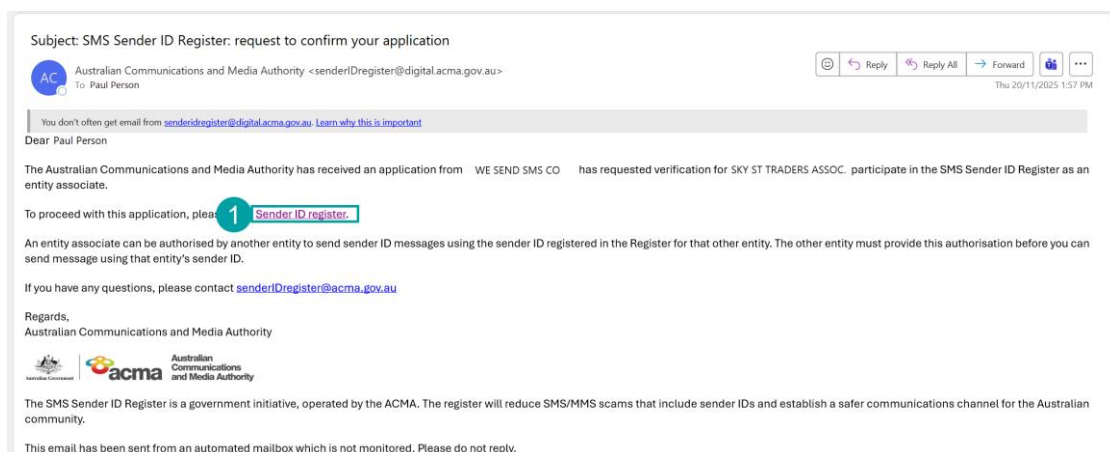 Subject: SMS Sender ID Register: request to confirm your application
AC
Australian Communications and Media Authority <senderIDregister@digital.acma.gov.au>
To Paul Person
Reply Reply All Forward
Thu 20/11/2025 1:57 PM
You don't often get email from senderidregister@digital.acma.gov.au. Learn why this is important
Dear Paul Person
The Australian Communications and Media Authority has received an application from WE SEND SMS CO has requested verification for SKY ST TRADERS ASSOC. participate in the SMS Sender ID Register as an
entity associate.
To proceed with this application, plea 1 Sender ID register.
An entity associate can be authorised by another entity to send sender ID messages using the sender ID registered in the Register for that other entity. The other entity must provide this authorisation before you can
send message using that entity's sender ID.
If you have any questions, please contact senderIDregister@acma.gov.au
Regards,
Australian Communications and Media Authority
Australian Government
acma
Australian
Communications
and Media Authority
The SMS Sender ID Register is a government initiative, operated by the ACMA. The register will reduce SMS/MMS scams that include sender IDs and establish a safer communications channel for the Australian
community.
This email has been sent from an automated mailbox which is not monitored. Please do not reply.